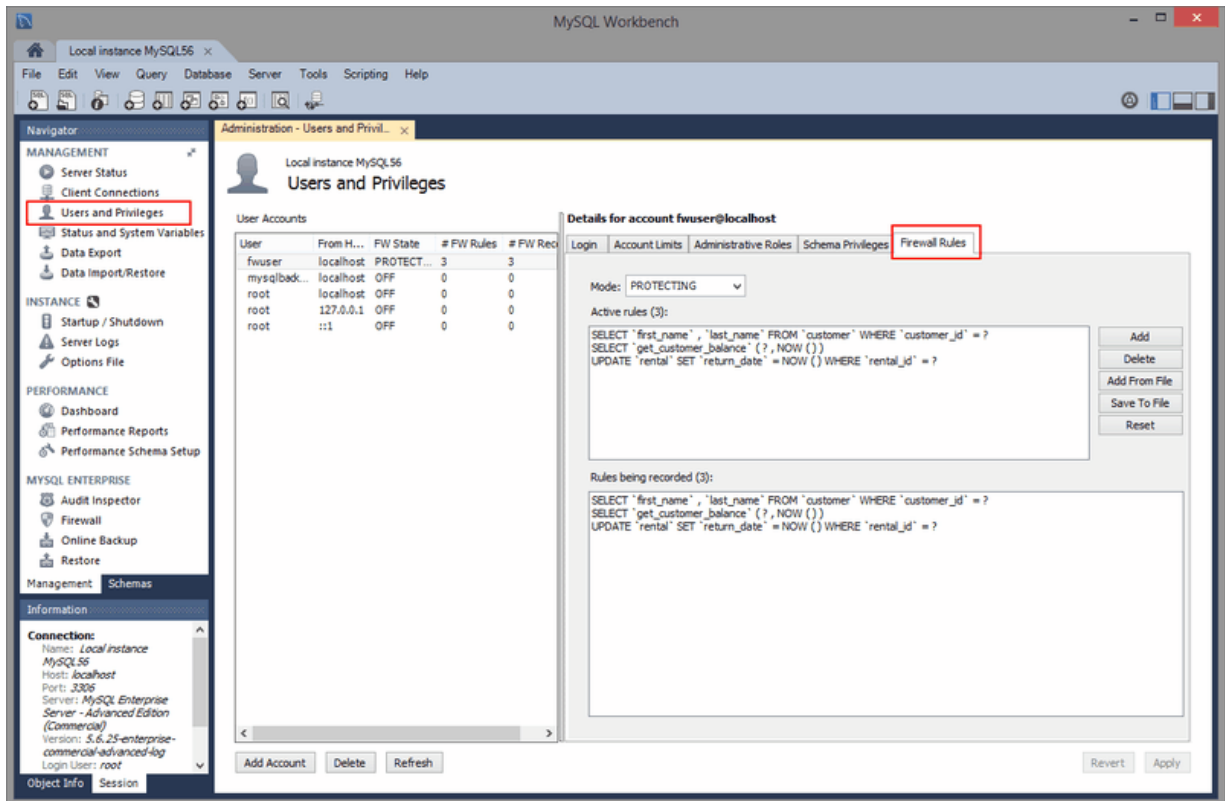 MySQL Workbench
Local instance MySQL56
File Edit View Query Database Server Tools Scripting Help
Navigator
MANAGEMENT
Server Status
Client Connections
Users and Privileges
Status and System Variables
Data Export
Data Import/Restore
INSTANCE
Startup / Shutdown
Server Logs
Options File
PERFORMANCE
Dashboard
Performance Reports
Performance Schema Setup
MYSQL ENTERPRISE
Audit Inspector
Firewall
Online Backup
Restore
Management Schemas
Information
Connection:
Name: Local instance
MySQL56
Host: localhost
Port: 3306
Server: MySQL Enterprise
Server - Advanced Edition
(Commercial)
Version: 5.6.25-enterprise-
commercial-advanced-log
Login User: root
Object Info Session
Administration - Users and Privil...
Local instance MySQL56
Users and Privileges
User Accounts
User From H... FW State # FW Rules # FW Reco
fwuser localhost PROTECT... 3 3
mysqlback... localhost OFF 0 0
root localhost OFF 0 0
root 127.0.0.1 OFF 0 0
root ::1 OFF 0 0
Add Account Delete Refresh
Details for account fwuser@localhost
Login Account Limits Administrative Roles Schema Privileges Firewall Rules
Mode: PROTECTING
Active rules (3):
SELECT `first_name` , `last_name` FROM `customer` WHERE `customer_id` = ?
SELECT `get_customer_balance` ( ? , NOW ( ) )
UPDATE `rental` SET `return_date` = NOW ( ) WHERE `rental_id` = ?
Add
Delete
Add From File
Save To File
Reset
Rules being recorded (3):
SELECT `first_name` , `last_name` FROM `customer` WHERE `customer_id` = ?
SELECT `get_customer_balance` ( ? , NOW ( ) )
UPDATE `rental` SET `return_date` = NOW ( ) WHERE `rental_id` = ?
Revert Apply